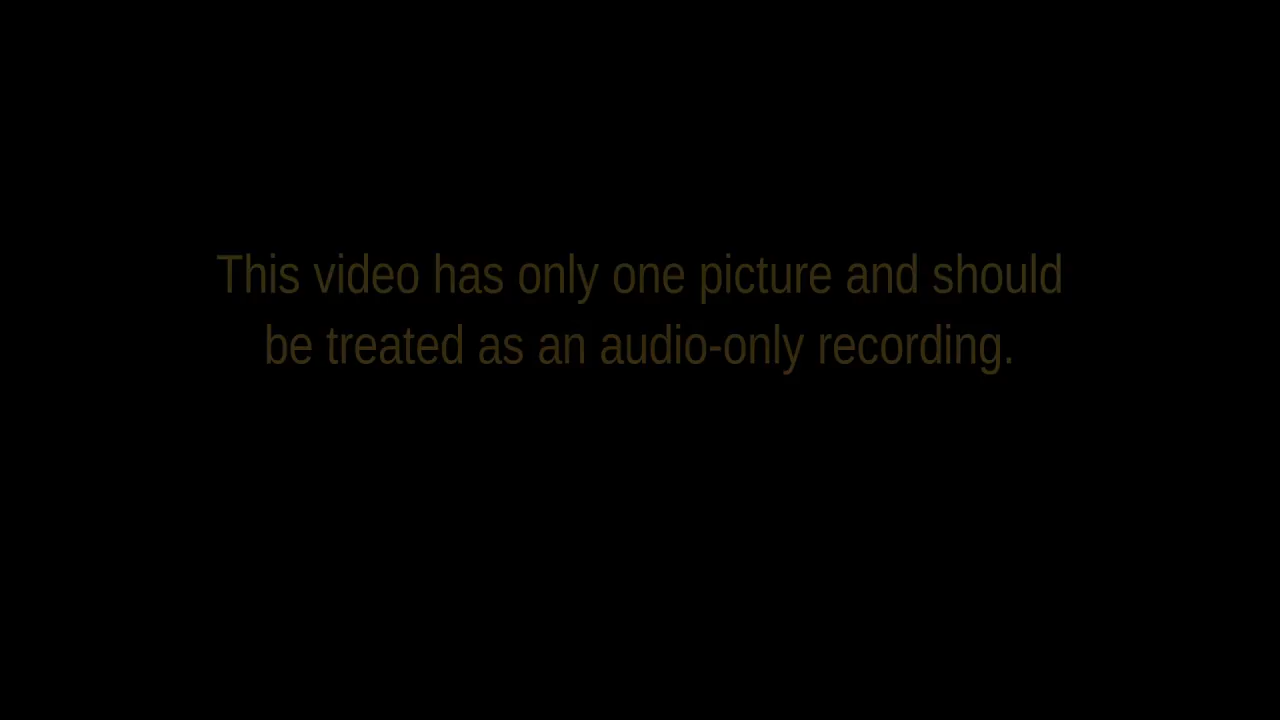 This video has only one picture and should
be treated as an audio-only recording.